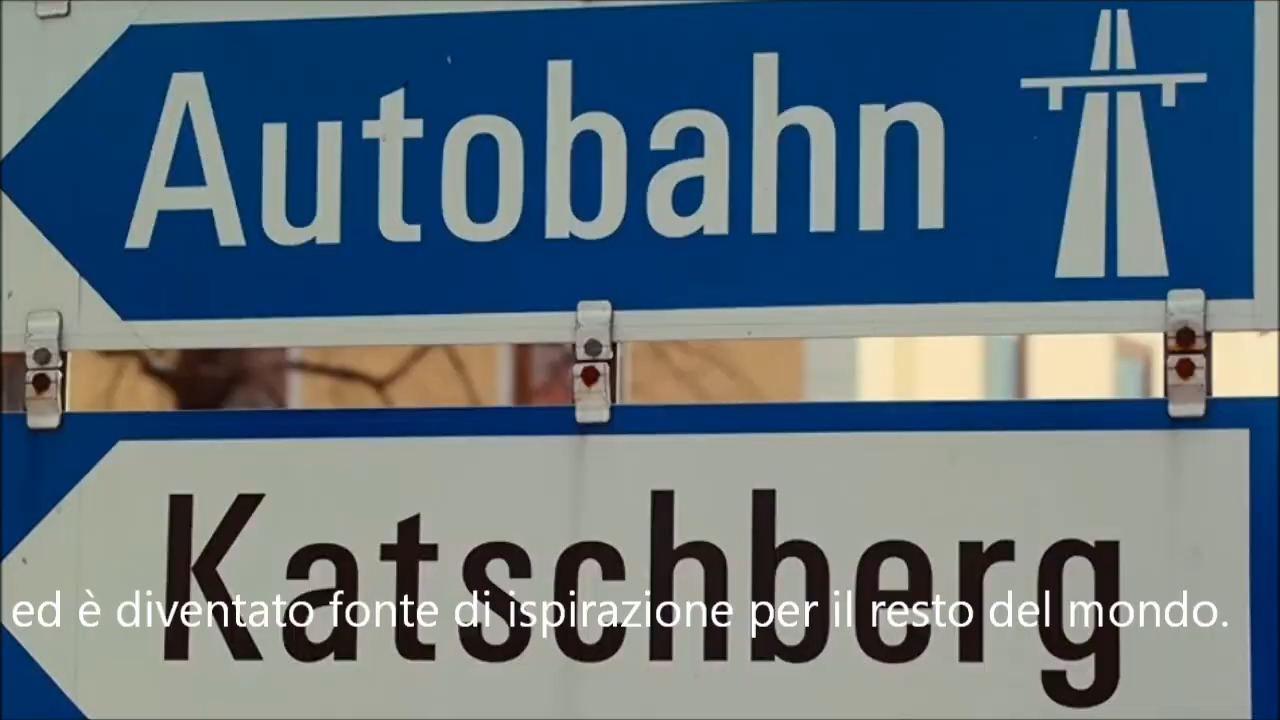 Autobahn
Katschberg
ed è diventato fonte di ispirazione per il resto del mondo.